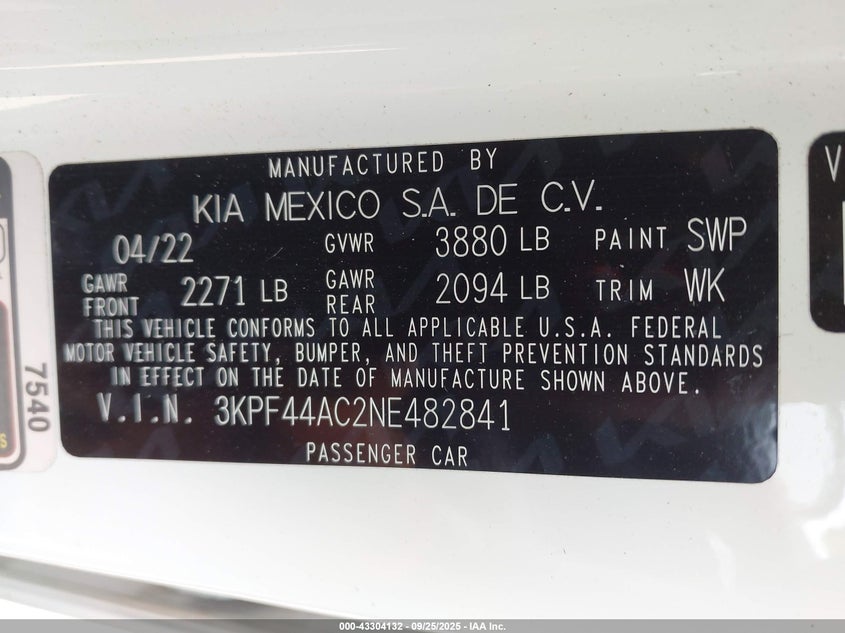 MANUFACTURED BY
KIA MEXICO S.A. DE C.V.
04/22 GVWR 3880 LB PAINT SWP
GAWR FRONT 2271 LB GAWR REAR 2094 LB TRIM WK
THIS VEHICLE CONFORMS TO ALL APPLICABLE U.S.A. FEDERAL
MOTOR VEHICLE SAFETY, BUMPER, AND THEFT PREVENTION STANDARDS
IN EFFECT ON THE DATE OF MANUFACTURE SHOWN ABOVE.
V.I.N. 3KPF44AC2NE482841
PASSENGER CAR
7540
V
000-43304132 - 09/25/2025 - IAA Inc.